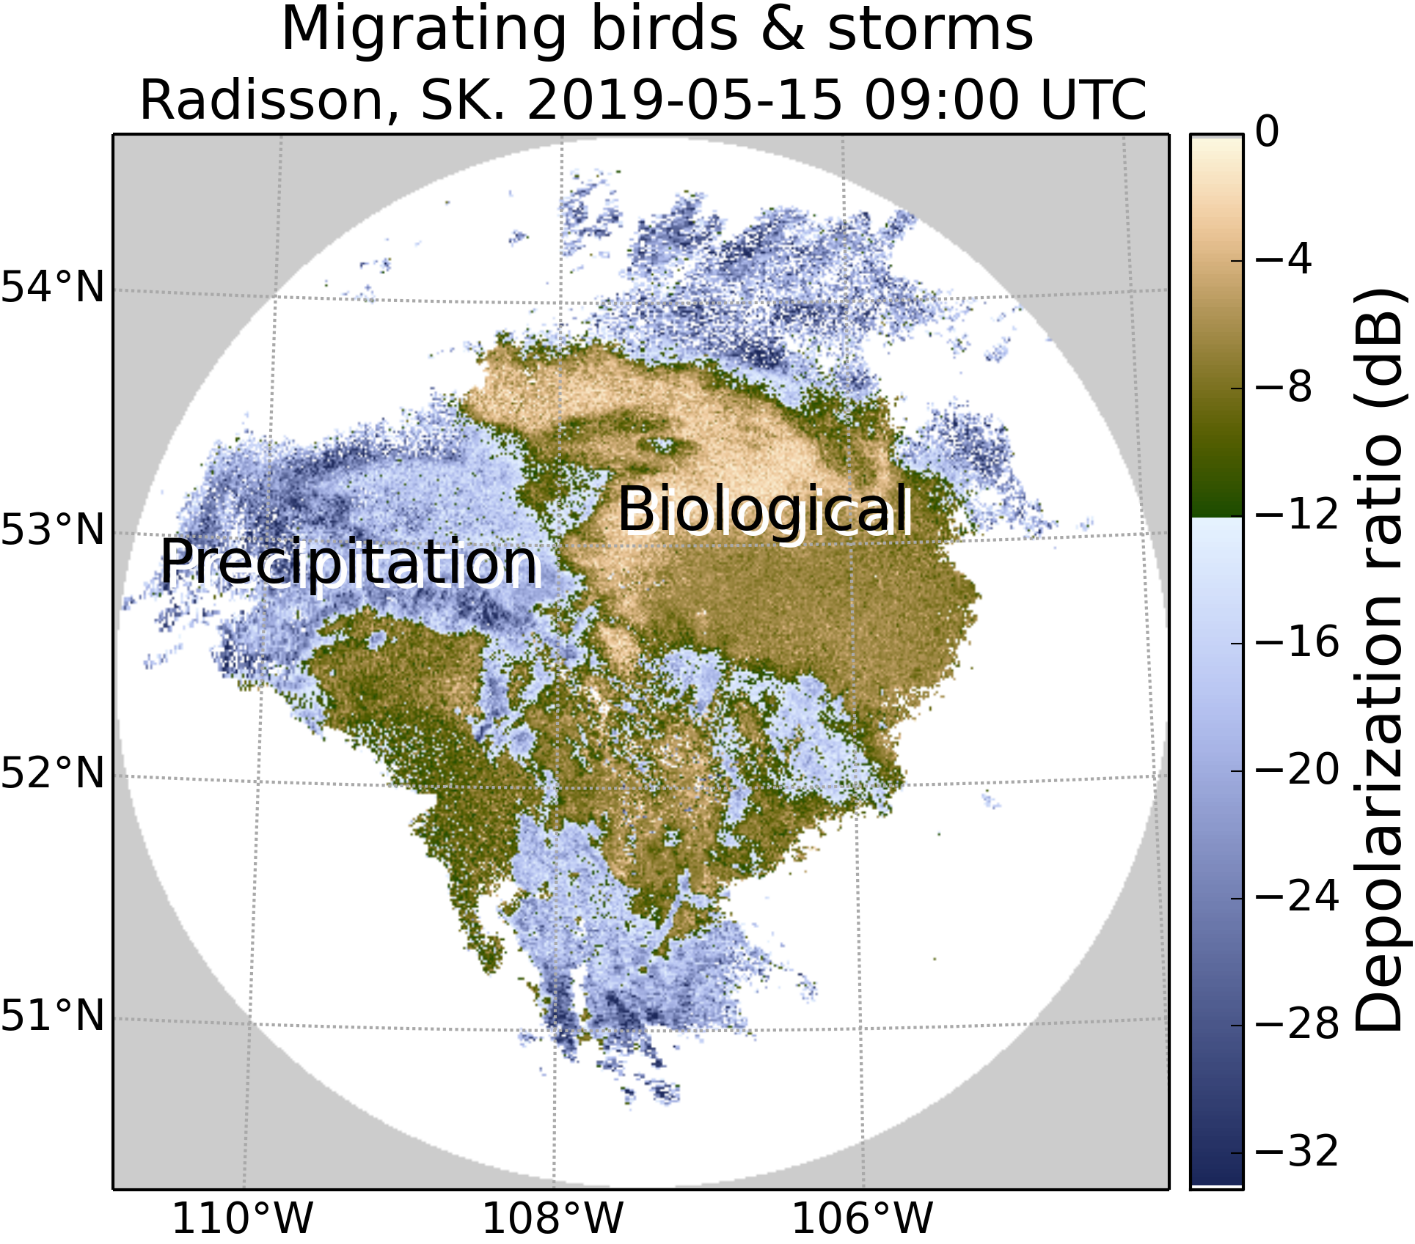 Migrating birds & storms
Radisson, SK. 2019-05-15 09:00 UTC
0
−4
−8
−12
−16
−20
−24
−28
−32
Depolarization ratio (dB)
54°N
53°N
52°N
51°N
Biological
Precipitation
110°W
108°W
106°W